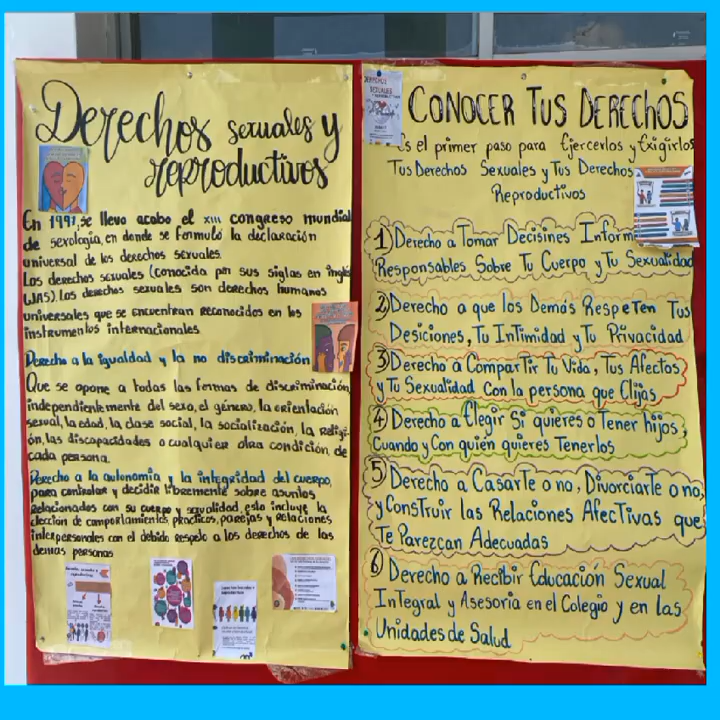 Derechos sexuales y
reproductivos
En 1997, se llevo acabo el XIII congreso mundial
de sexología, en donde se formuló la declaración
universal de los derechos sexuales.
Los derechos sexuales (conocida por sus siglas en ingle
WAS). Los derechos sexuales son derechos humanos
universales que se encuentran reconocidos en los
instrumentos internacionales.
Derecho a la igualdad y la no discriminación
Que se opone a todas las formas de discriminación,
independientemente del sexo, el género, la orientación
sexual, la edad, la clase social, la socialización, la religi-
ón, las discapacidades o cualquier otra condición de
cada persona.
Derecho a la autonomia y la integridad del cuerpo,
para controlar y decidir libremente sobre asuntos
Relacionados con su cuerpo y sexualidad, esto incluye la
elección de comportamientos, practicas, parejas y relaciones
interpersonales con el debido respeto a los derechos de las
demas personas
DERECHOS
SEXUALES
CONOCER TUS DERECHOS
es el primer paso para Ejercerlos y Exigirlos
Tus Derechos Sexuales y Tus Derechos
Reproductivos
1) Derecho a Tomar Decisines Inform
Responsables Sobre Tu Cuerpo y Tu Sexualidad
2) Derecho a que los Demás Respeten Tus
Desiciones, Tu Intimidad y Tu Privacidad
3) Derecho a Compartir Tu Vida, Tus Afectos
y Tu Sexualidad Con la persona que Elijas
4) Derecho a Elegir Si quieres o Tener hijos,
Cuando y Con quién quieres Tenerlos
5) Derecho a Casarte o no, Divorciarte o no,
y Construir las Relaciones Afectivas que
Te Parezcan Adecuadas
6) Derecho a Recibir Educación Sexual
Integral y Asesoria en el Colegio y en las
Unidades de Salud